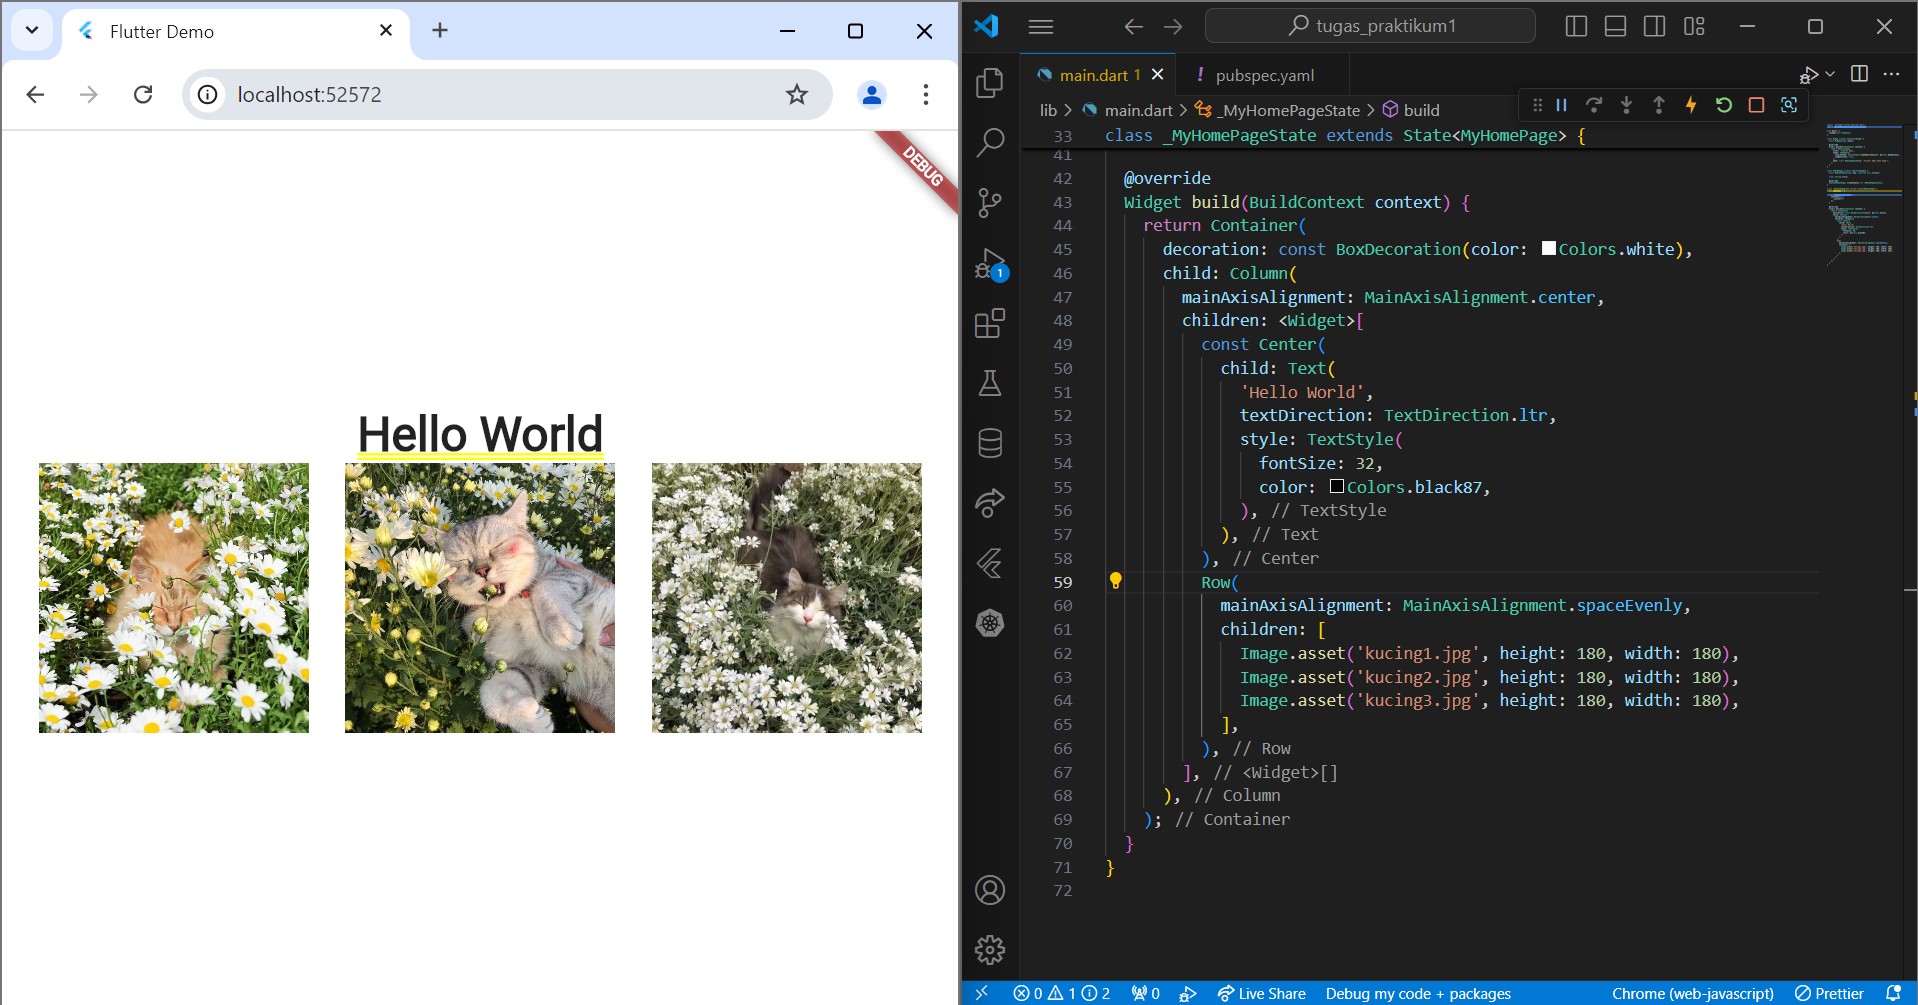 Flutter Demo
localhost:52572
DEBUG
Hello World
tugas_praktikum1
main.dart 1
! pubspec.yaml
lib > main.dart > _MyHomePageState > build
33 class _MyHomePageState extends State<MyHomePage> {
41
42 @override
43 Widget build(BuildContext context) {
44 return Container(
45 decoration: const BoxDecoration(color: Colors.white),
46 child: Column(
47 mainAxisAlignment: MainAxisAlignment.center,
48 children: <Widget>[
49 const Center(
50 child: Text(
51 'Hello World',
52 textDirection: TextDirection.ltr,
53 style: TextStyle(
54 fontSize: 32,
55 color: Colors.black87,
56 ), // TextStyle
57 ), // Text
58 ), // Center
59 Row(
60 mainAxisAlignment: MainAxisAlignment.spaceEvenly,
61 children: [
62 Image.asset('kucing1.jpg', height: 180, width: 180),
63 Image.asset('kucing2.jpg', height: 180, width: 180),
64 Image.asset('kucing3.jpg', height: 180, width: 180),
65 ],
66 ), // Row
67 ], // <Widget>[]
68 ), // Column
69 ); // Container
70 }
71 }
72
1
0 1 2 0 Live Share Debug my code + packages Chrome (web-javascript) Prettier